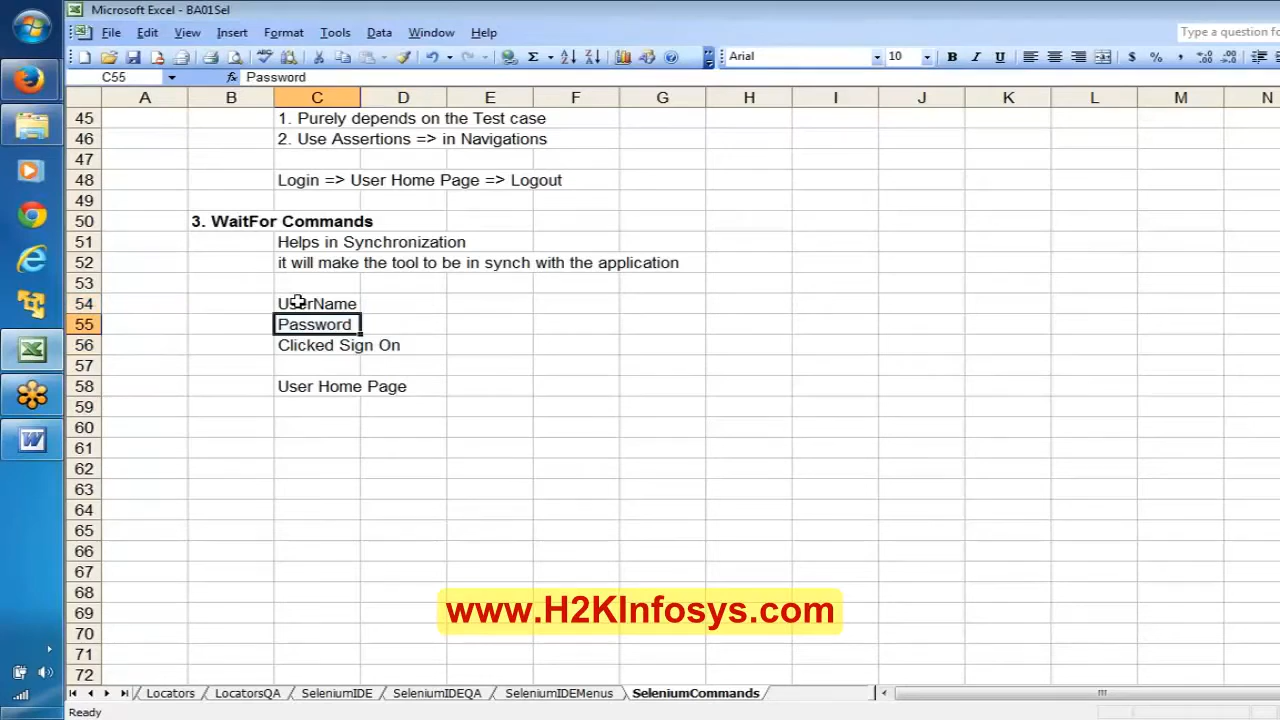 Microsoft Excel - BA01Sel
File Edit View Insert Format Tools Data Window Help
Type a question for
Arial 10 B I U $ % ,
C55 fx Password
A B C D E F G H I J K L M N
45 1. Purely depends on the Test case
46 2. Use Assertions => in Navigations
47
48 Login => User Home Page => Logout
49
50 3. WaitFor Commands
51 Helps in Synchronization
52 it will make the tool to be in synch with the application
53
54 UserName
55 Password
56 Clicked Sign On
57
58 User Home Page
59
60
61
62
63
64
65
66
67
68
69
www.H2KInfosys.com
70
71
72
Locators LocatorsQA SeleniumIDE SeleniumIDEQA SeleniumIDEMenus SeleniumCommands
Ready